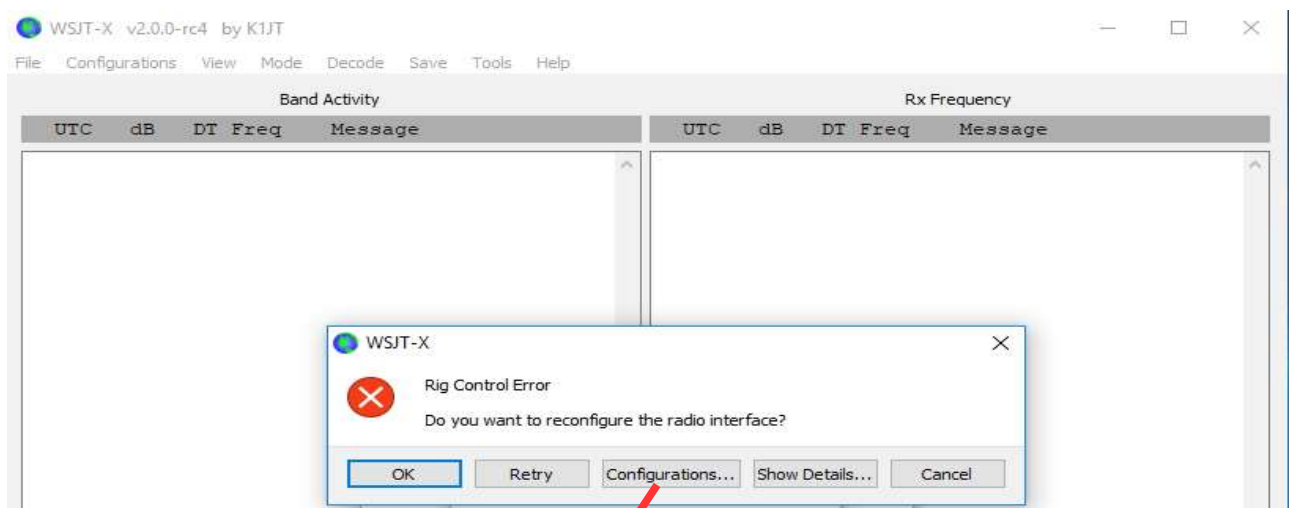 WSJT-X v2.0.0-rc4 by K1JT
File Configurations View Mode Decode Save Tools Help
Band Activity Rx Frequency
UTC dB DT Freq Message UTC dB DT Freq Message
WSJT-X
Rig Control Error
Do you want to reconfigure the radio interface?
OK Retry Configurations... Show Details... Cancel